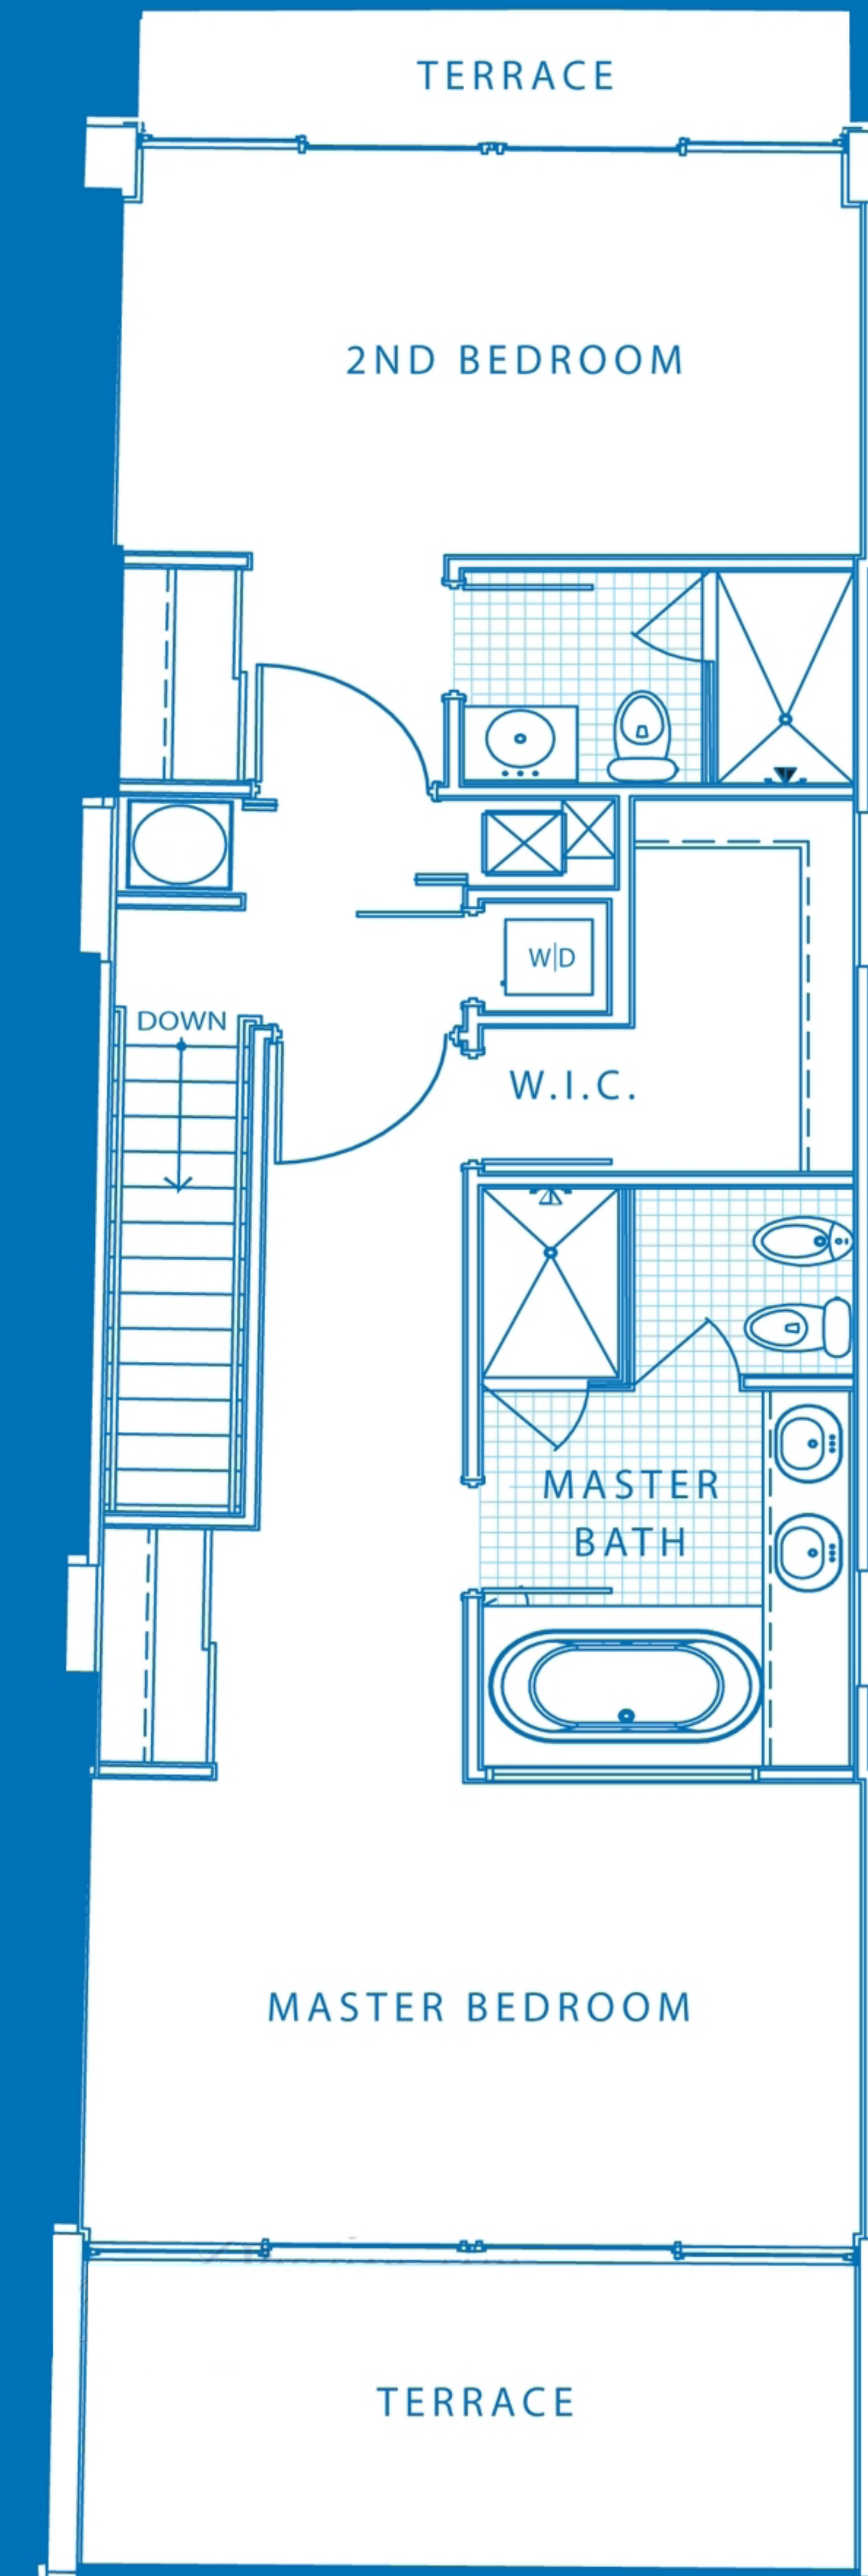 TERRACE
2ND BEDROOM
W|D
DOWN
W.I.C.
MASTER
BATH
MASTER BEDROOM
TERRACE